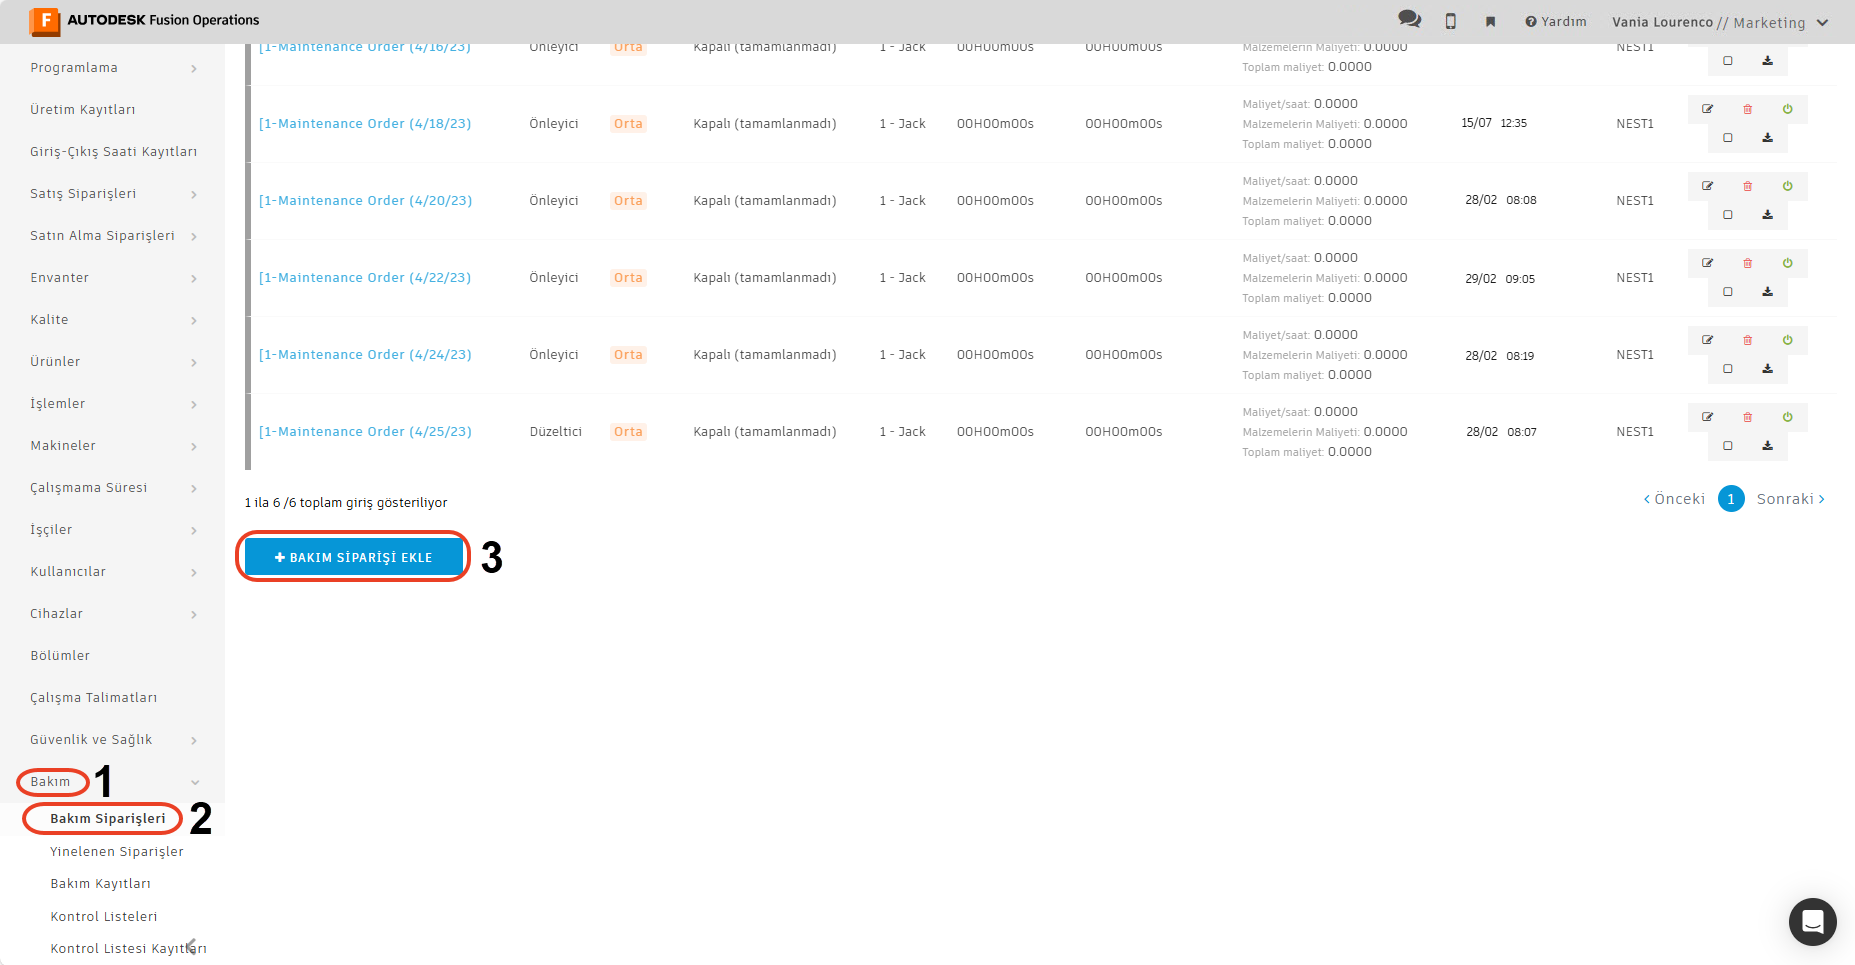 F AUTODESK Fusion Operations
Yardım
Vania Lourenco // Marketing
Programlama
Üretim Kayıtları
Giriş-Çıkış Saati Kayıtları
Satış Siparişleri
Satın Alma Siparişleri
Envanter
Kalite
Ürünler
İşlemler
Makineler
Çalışmama Süresi
İşçiler
Kullanıcılar
Cihazlar
Bölümler
Çalışma Talimatları
Güvenlik ve Sağlık
Bakım 1
Bakım Siparişleri 2
Yinelenen Siparişler
Bakım Kayıtları
Kontrol Listeleri
Kontrol Listesi Kayıtları
[1-Maintenance Order (4/16/23) Önleyici Orta Kapalı (tamamlanmadı) 1 - Jack 00H00m00s 00H00m00s Malzemelerin Maliyeti: 0.0000 NEST1
Toplam maliyet: 0.0000
Maliyet/saat: 0.0000
[1-Maintenance Order (4/18/23) Önleyici Orta Kapalı (tamamlanmadı) 1 - Jack 00H00m00s 00H00m00s Malzemelerin Maliyeti: 0.0000 15/07 12:35 NEST1
Toplam maliyet: 0.0000
Maliyet/saat: 0.0000
[1-Maintenance Order (4/20/23) Önleyici Orta Kapalı (tamamlanmadı) 1 - Jack 00H00m00s 00H00m00s Malzemelerin Maliyeti: 0.0000 28/02 08:08 NEST1
Toplam maliyet: 0.0000
Maliyet/saat: 0.0000
[1-Maintenance Order (4/22/23) Önleyici Orta Kapalı (tamamlanmadı) 1 - Jack 00H00m00s 00H00m00s Malzemelerin Maliyeti: 0.0000 29/02 09:05 NEST1
Toplam maliyet: 0.0000
Maliyet/saat: 0.0000
[1-Maintenance Order (4/24/23) Önleyici Orta Kapalı (tamamlanmadı) 1 - Jack 00H00m00s 00H00m00s Malzemelerin Maliyeti: 0.0000 28/02 08:19 NEST1
Toplam maliyet: 0.0000
Maliyet/saat: 0.0000
[1-Maintenance Order (4/25/23) Düzeltici Orta Kapalı (tamamlanmadı) 1 - Jack 00H00m00s 00H00m00s Malzemelerin Maliyeti: 0.0000 28/02 08:07 NEST1
Toplam maliyet: 0.0000
1 ila 6 /6 toplam giriş gösteriliyor
‹ Önceki 1 Sonraki ›
+ BAKIM SİPARİŞİ EKLE 3